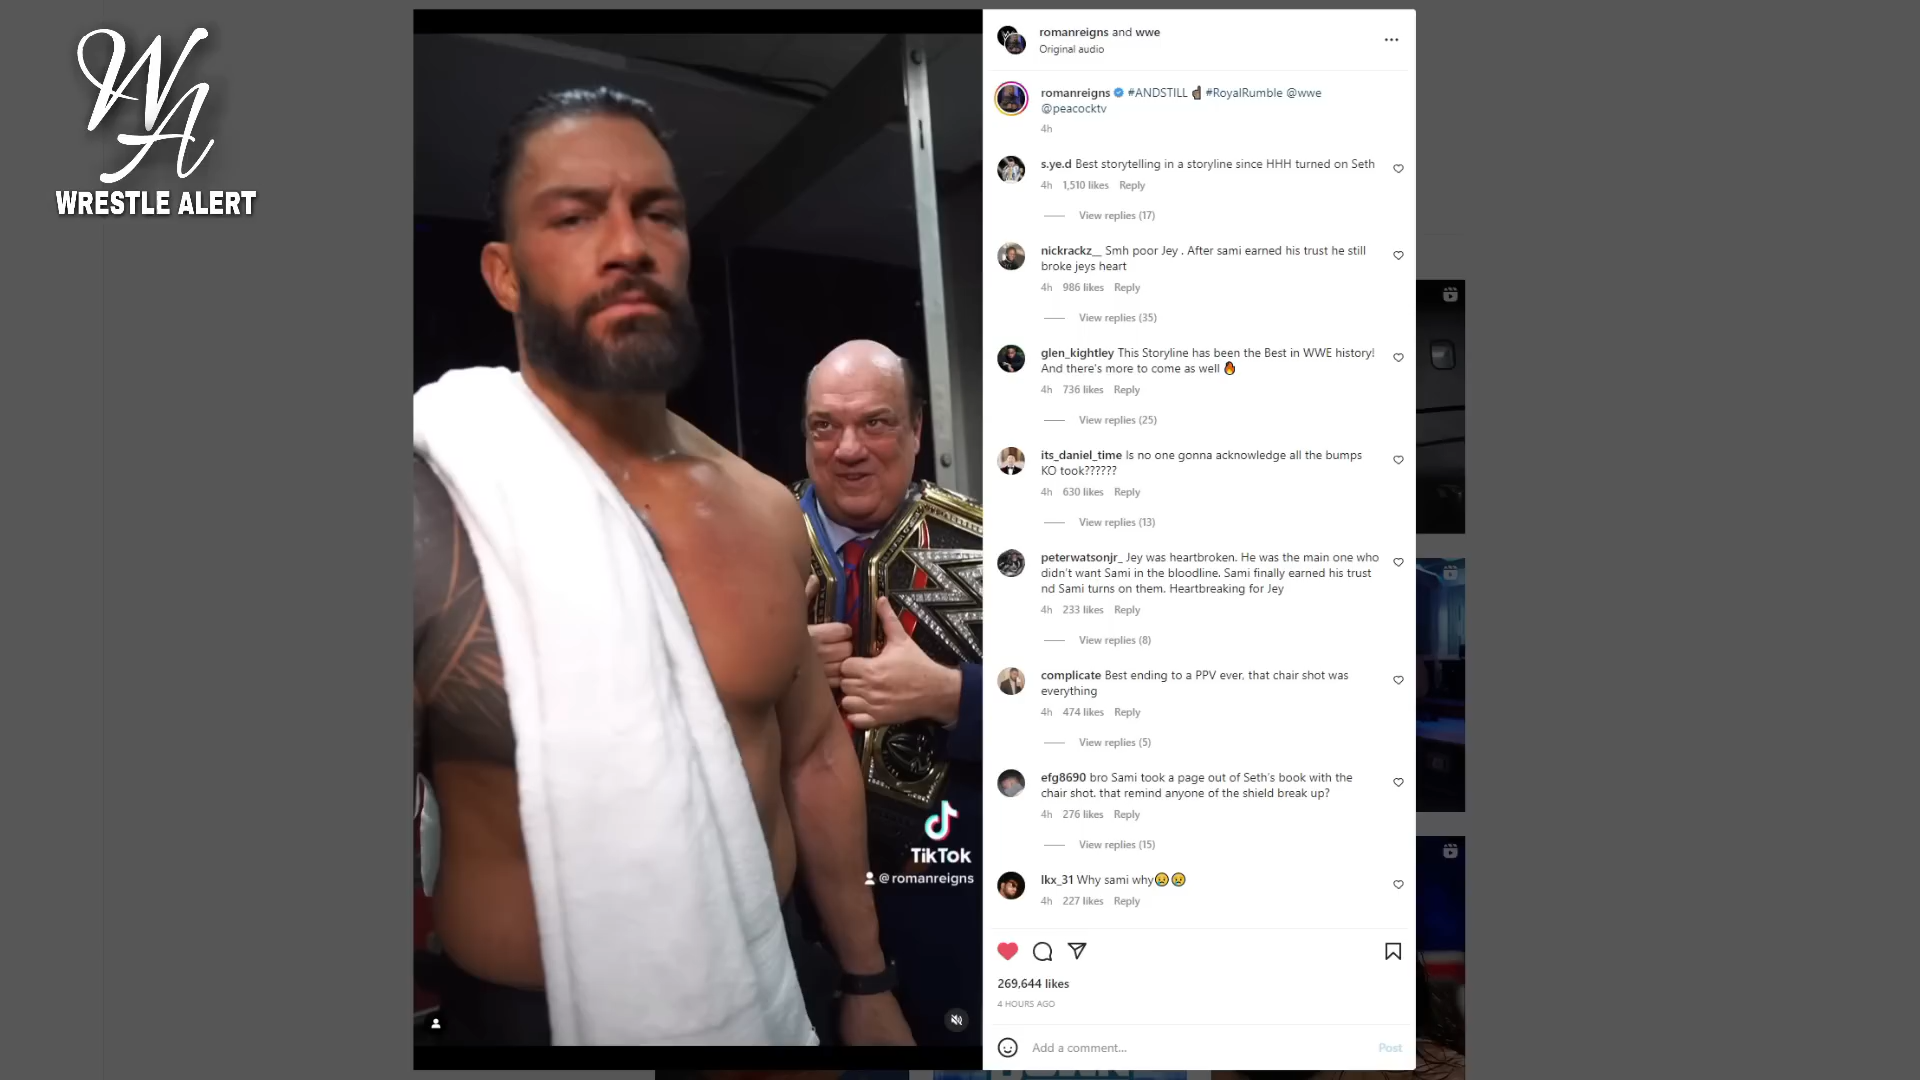 WA
WRESTLE ALERT
TikTok
@romanreigns
romanreigns and wwe
Original audio
romanreigns #ANDSTILL ☝🏿 #RoyalRumble @wwe
@peacocktv
4h
s.ye.d Best storytelling in a storyline since HHH turned on Seth
4h 1,510 likes Reply
View replies (17)
nickrackz__ Smh poor Jey . After sami earned his trust he still
broke jeys heart
4h 986 likes Reply
View replies (35)
glen_kightley This Storyline has been the Best in WWE history!
And there's more to come as well 🔥
4h 736 likes Reply
View replies (25)
its_daniel_time Is no one gonna acknowledge all the bumps
KO took??????
4h 630 likes Reply
View replies (13)
peterwatsonjr_ Jey was heartbroken. He was the main one who
didn't want Sami in the bloodline. Sami finally earned his trust
nd Sami turns on them. Heartbreaking for Jey
4h 233 likes Reply
View replies (8)
complicate Best ending to a PPV ever, that chair shot was
everything
4h 474 likes Reply
View replies (5)
efg8690 bro Sami took a page out of Seth's book with the
chair shot. that remind anyone of the shield break up?
4h 276 likes Reply
View replies (15)
lkx_31 Why sami why😢😢
4h 227 likes Reply
269,644 likes
4 HOURS AGO
Add a comment...
Post